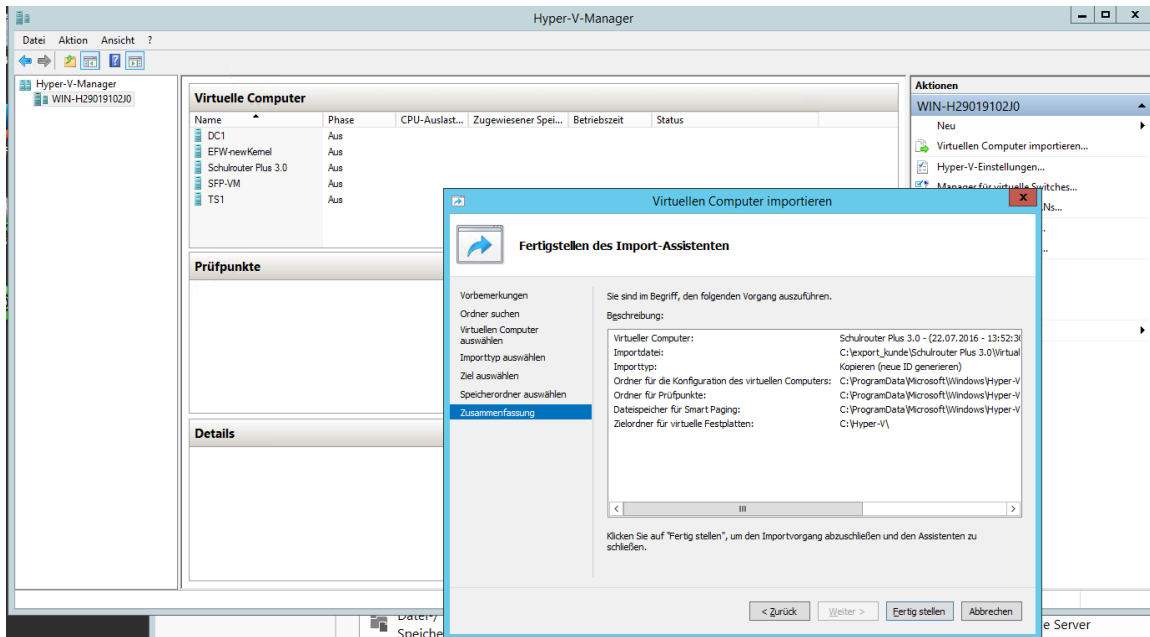 Hyper-V-Manager
Datei Aktion Ansicht ?
Hyper-V-Manager
WIN-H29019102J0
Virtuelle Computer
Name Phase CPU-Auslast... Zugewiesener Spei... Betriebszeit Status
DC1 Aus
EFW-newKernel Aus
Schulrouter Plus 3.0 Aus
SFP-VM Aus
TS1 Aus
Prüfpunkte
Details
Aktionen
WIN-H29019102J0
Neu
Virtuellen Computer importieren...
Hyper-V-Einstellungen...
Manager für virtuelle Switches...
Ns...
Virtuellen Computer importieren
Fertigstellen des Import-Assistenten
Vorbemerkungen
Ordner suchen
Virtuellen Computer
auswählen
Importtyp auswählen
Ziel auswählen
Speicherordner auswählen
Zusammenfassung
Sie sind im Begriff, den folgenden Vorgang auszuführen.
Beschreibung:
Virtueller Computer: Schulrouter Plus 3.0 - (22.07.2016 - 13:52:30
Importdatei: C:\export_kunde\Schulrouter Plus 3.0\Virtual
Importtyp: Kopieren (neue ID generieren)
Ordner für die Konfiguration des virtuellen Computers: C:\ProgramData\Microsoft\Windows\Hyper-V
Ordner für Prüfpunkte: C:\ProgramData\Microsoft\Windows\Hyper-V
Dateispeicher für Smart Paging: C:\ProgramData\Microsoft\Windows\Hyper-V
Zielordner für virtuelle Festplatten: C:\Hyper-V\
Klicken Sie auf "Fertig stellen", um den Importvorgang abzuschließen und den Assistenten zu
schließen.
< Zurück Weiter > Fertig stellen Abbrechen
Datei-/
Speiche
e Server